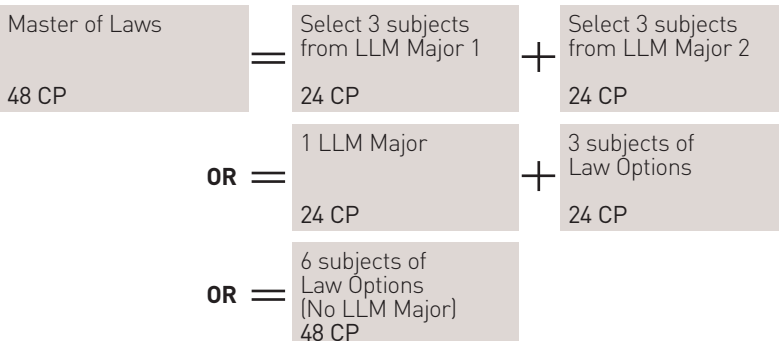 Master of Laws
48 CP
=
Select 3 subjects
from LLM Major 1
24 CP
+
Select 3 subjects
from LLM Major 2
24 CP
OR =
1 LLM Major
24 CP
+
3 subjects of
Law Options
24 CP
OR =
6 subjects of
Law Options
(No LLM Major)
48 CP